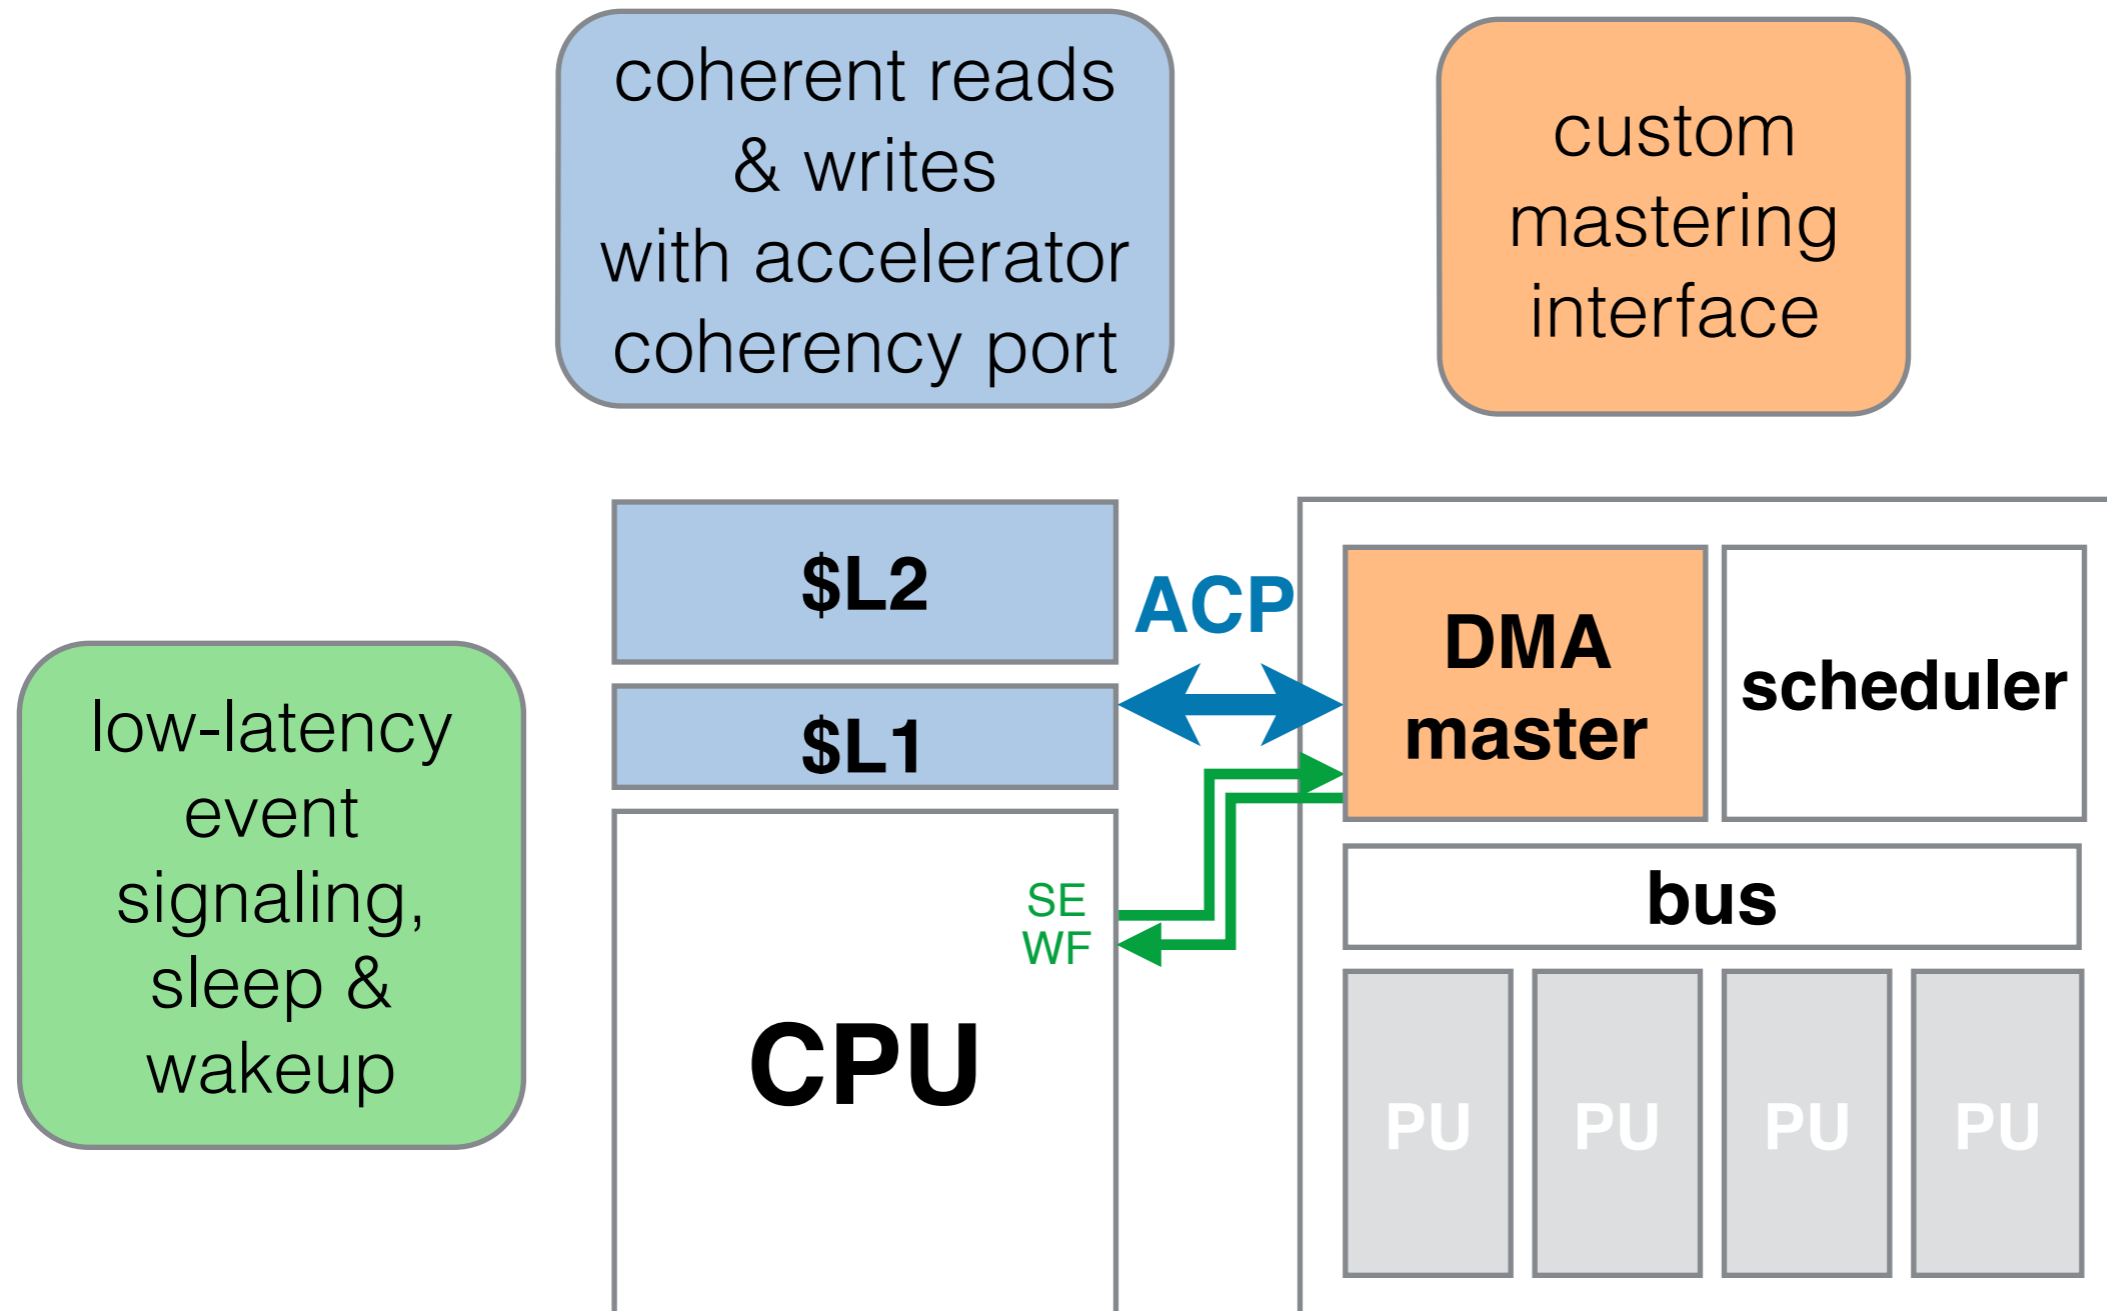 coherent reads
& writes
with accelerator
coherency port
custom
mastering
interface
low-latency
event
signaling,
sleep &
wakeup
$L2
$L1
ACP
SE
WF
CPU
DMA
master
scheduler
bus
PU PU PU PU